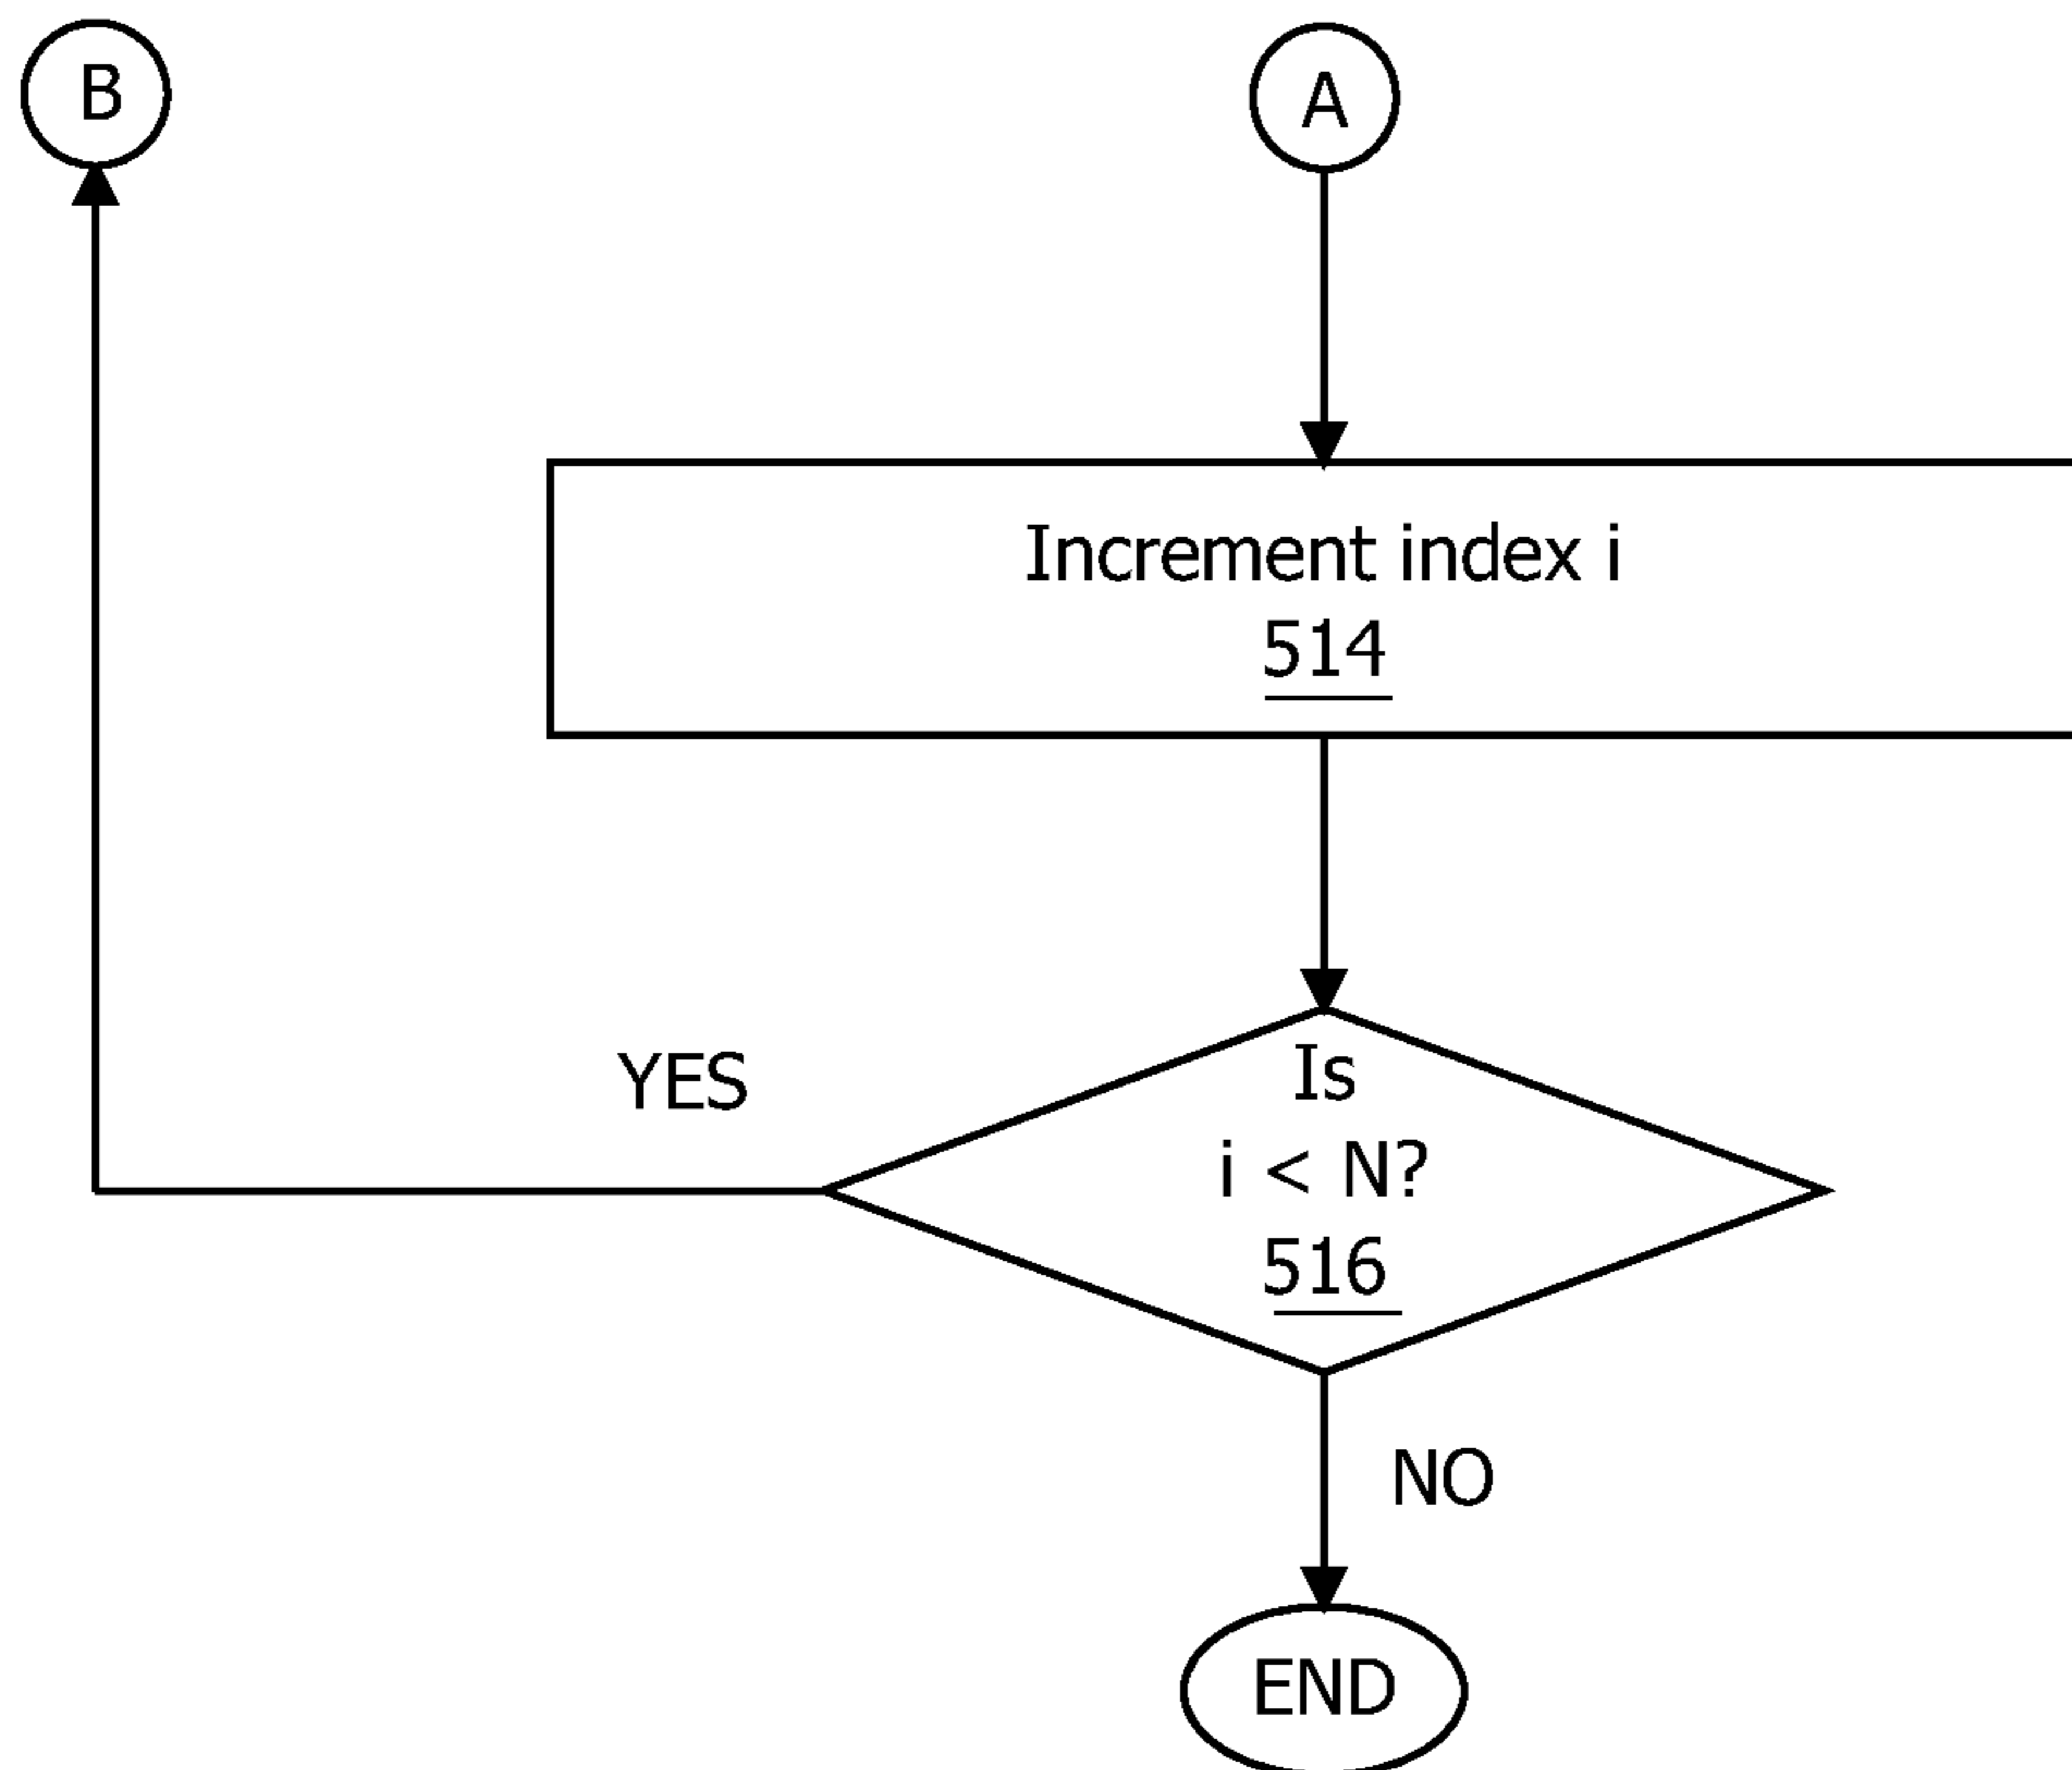 B
A
Increment index i
514
YES
Is
i < N?
516
NO
END